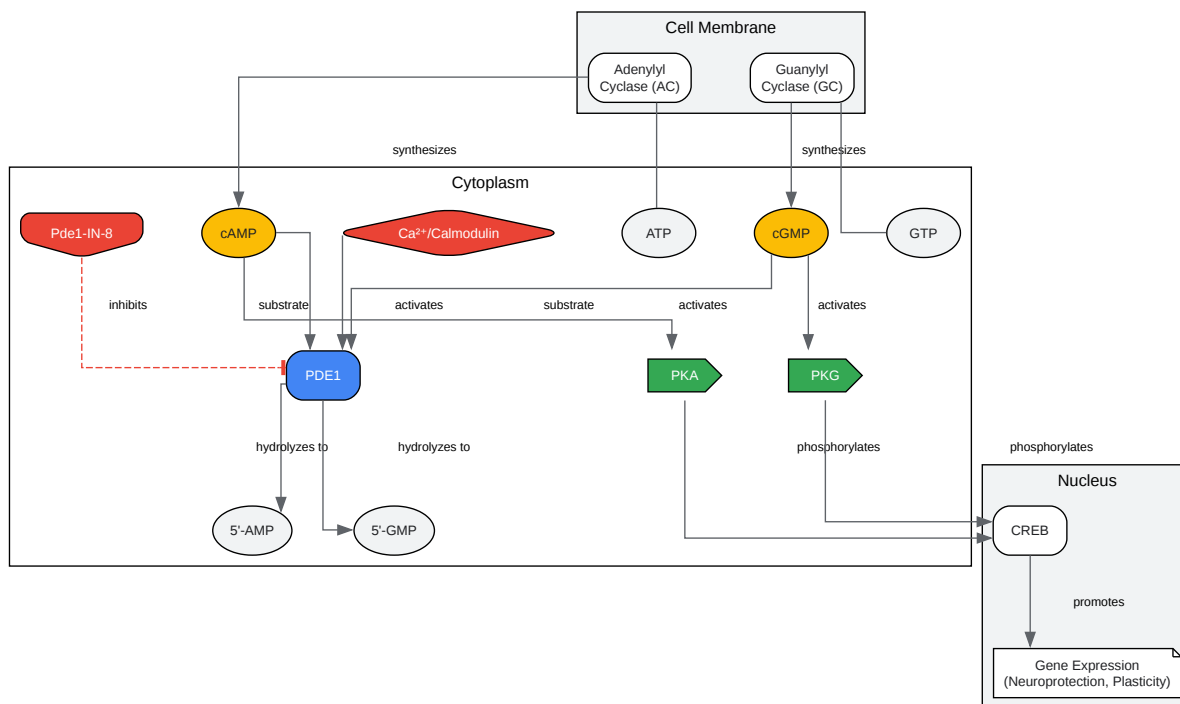 Cell Membrane
Adenylyl
Cyclase (AC)
Guanylyl
Cyclase (GC)
synthesizes
synthesizes
Cytoplasm
Pde1-IN-8
cAMP
Ca²⁺/Calmodulin
ATP
cGMP
GTP
inhibits
substrate
activates
substrate
activates
activates
PDE1
PKA
PKG
hydrolyzes to
hydrolyzes to
phosphorylates
phosphorylates
Nucleus
5'-AMP
5'-GMP
CREB
promotes
Gene Expression
(Neuroprotection, Plasticity)